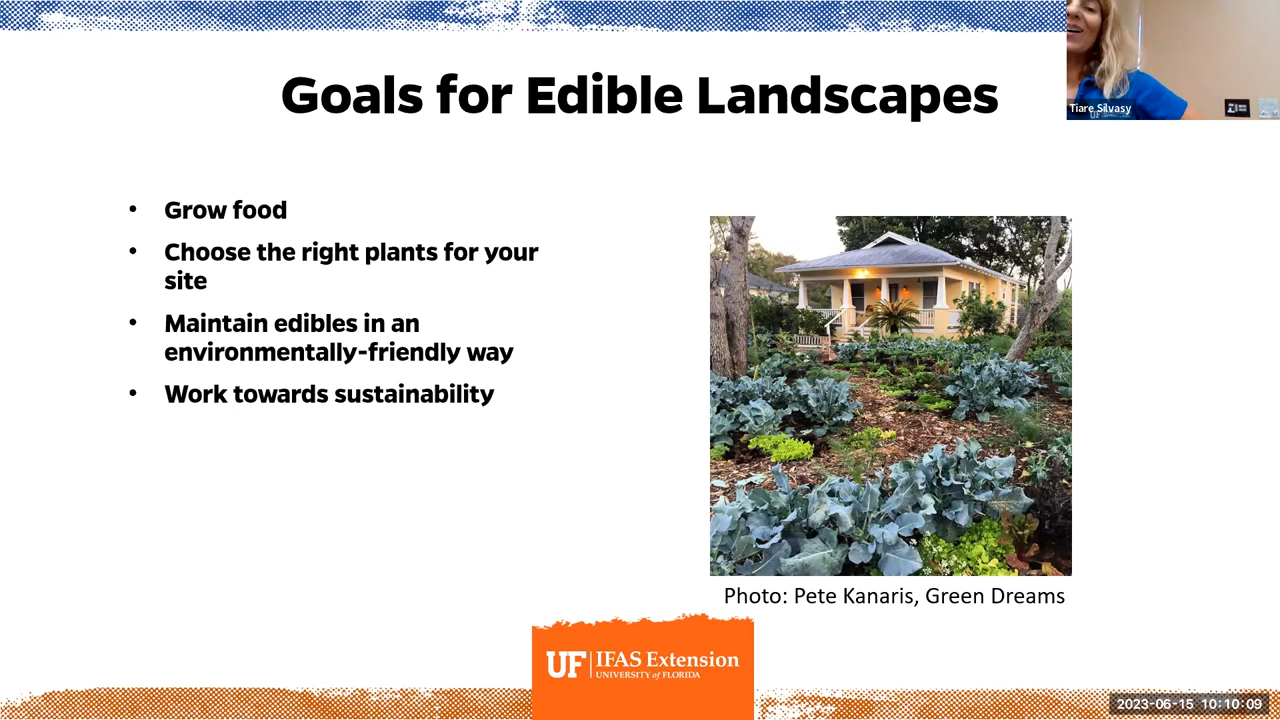 Goals for Edible Landscapes
Tiare Silvasy
• Grow food
• Choose the right plants for your
site
• Maintain edibles in an
environmentally-friendly way
• Work towards sustainability
Photo: Pete Kanaris, Green Dreams
UF IFAS Extension
UNIVERSITY of FLORIDA
2023-06-15 10:10:09